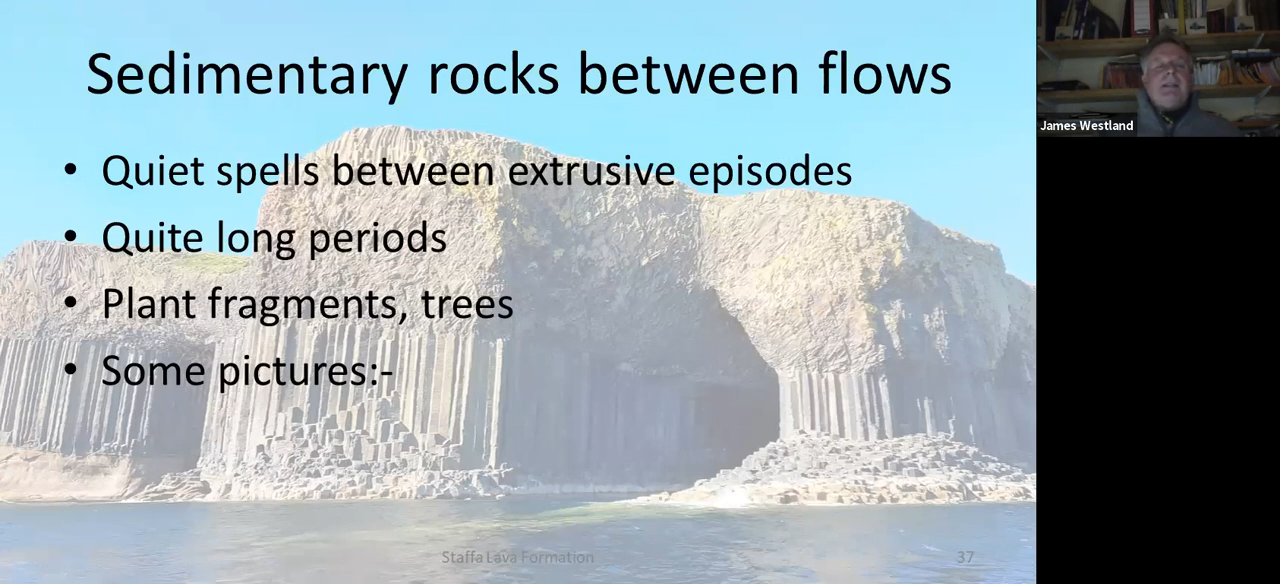 Sedimentary rocks between flows
• Quiet spells between extrusive episodes
• Quite long periods
• Plant fragments, trees
• Some pictures:-
Staffa Lava Formation
37
James Westland